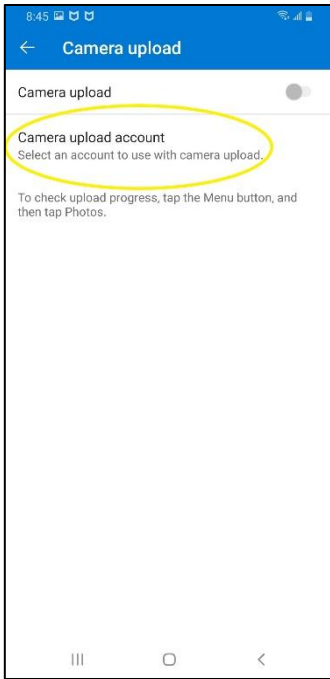 8:45
Camera upload
Camera upload
Camera upload account
Select an account to use with camera upload.
To check upload progress, tap the Menu button, and
then tap Photos.